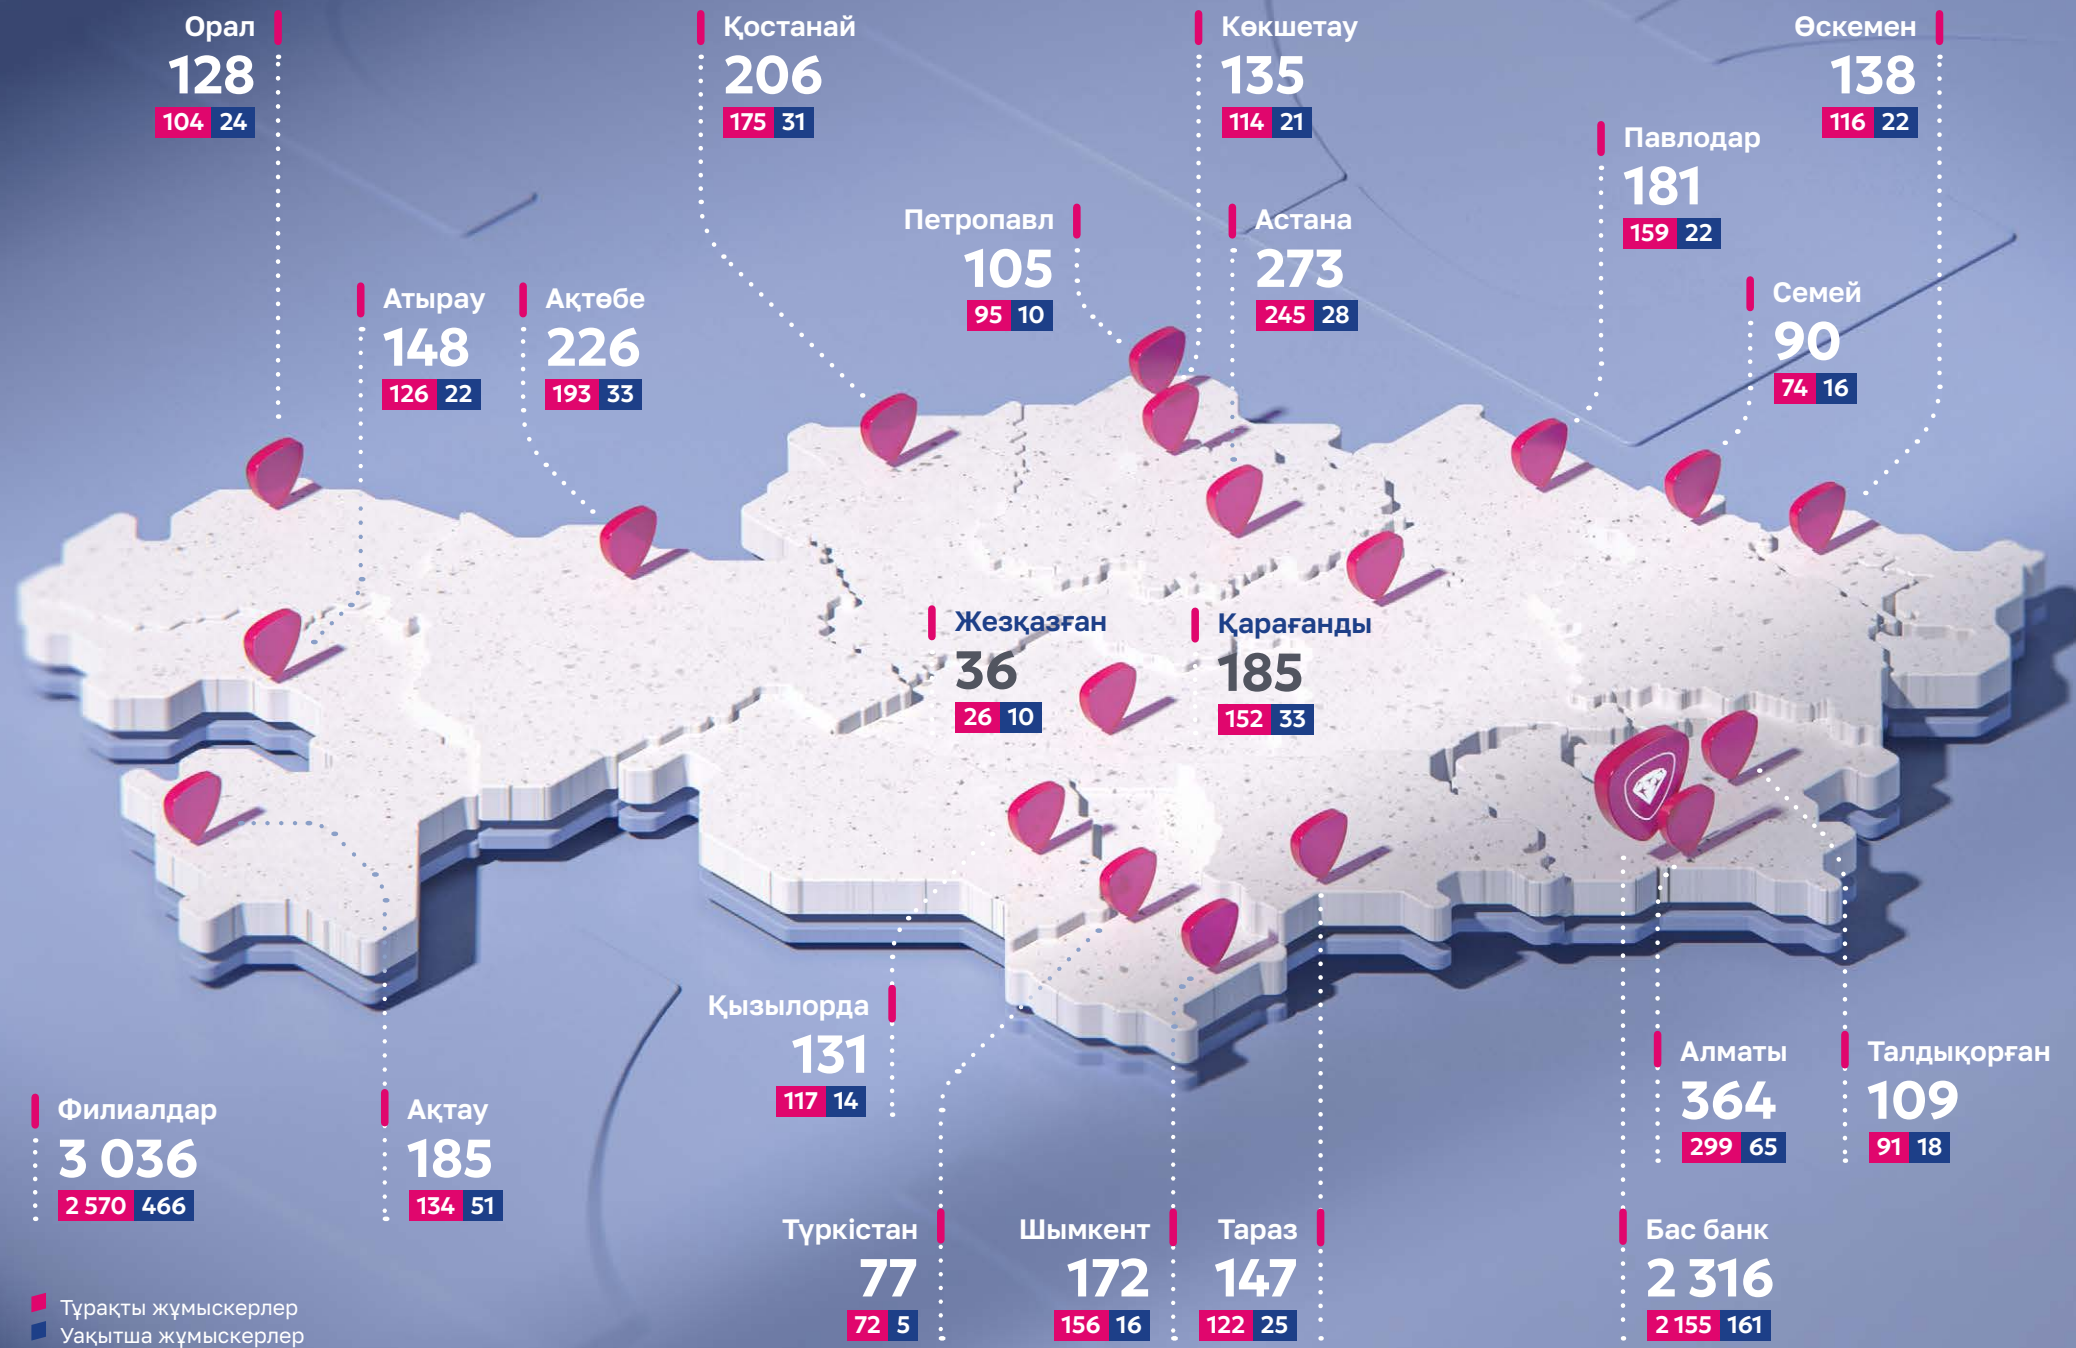 Орал
128
104 24
Қостанай
206
175 31
Көкшетау
135
114 21
Өскемен
138
116 22
Павлодар
181
159 22
Петропавл
105
95 10
Астана
273
245 28
Атырау
148
126 22
Ақтөбе
226
193 33
Семей
90
74 16
Жезқазған
36
26 10
Қарағанды
185
152 33
Қызылорда
131
117 14
Алматы
364
299 65
Талдықорған
109
91 18
Филиалдар
3 036
2 570 466
Ақтау
185
134 51
Түркістан
77
72 5
Шымкент
172
156 16
Тараз
147
122 25
Бас банк
2 316
2 155 161
Тұрақты жұмыскерлер
Уақытша жұмыскерлер